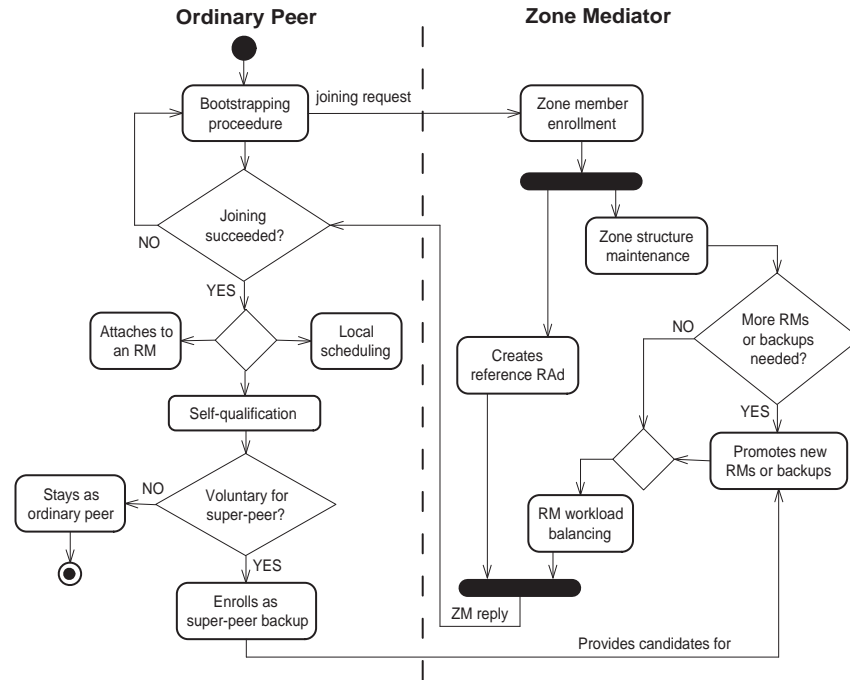 Ordinary Peer
Zone Mediator
Bootstrapping
proceedure
joining request
Zone member
enrollment
Joining
succeeded?
NO
YES
Zone structure
maintenance
Attaches to
an RM
Local
scheduling
Creates
reference RAd
NO
More RMs
or backups
needed?
YES
Self-qualification
Promotes new
RMs or backups
Stays as
ordinary peer
NO
Voluntary for
super-peer?
YES
RM workload
balancing
Enrolls as
super-peer backup
ZM reply
Provides candidates for